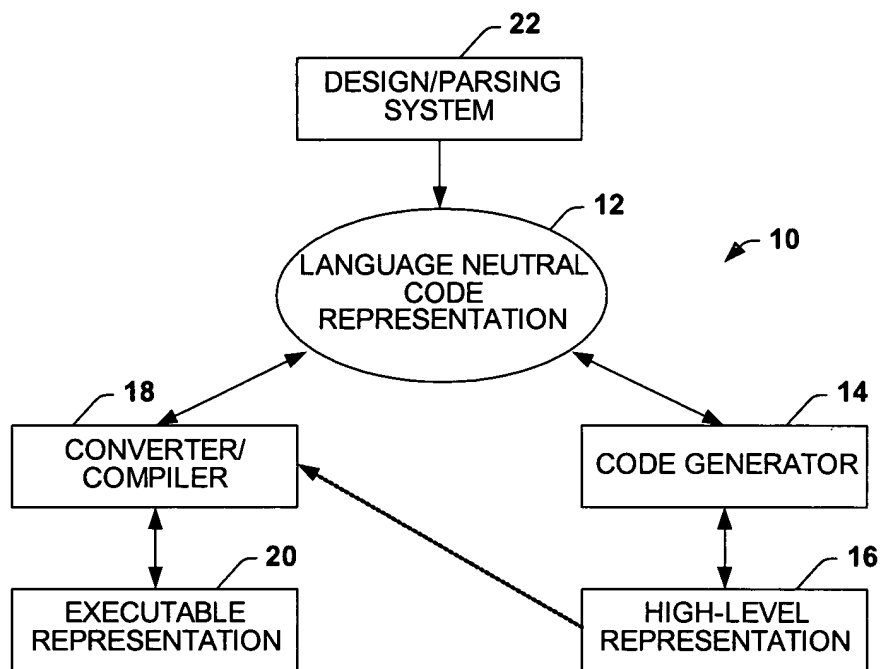 22
DESIGN/PARSING
SYSTEM
12
LANGUAGE NEUTRAL
CODE
REPRESENTATION
10
18
CONVERTER/
COMPILER
14
CODE GENERATOR
20
EXECUTABLE
REPRESENTATION
16
HIGH-LEVEL
REPRESENTATION